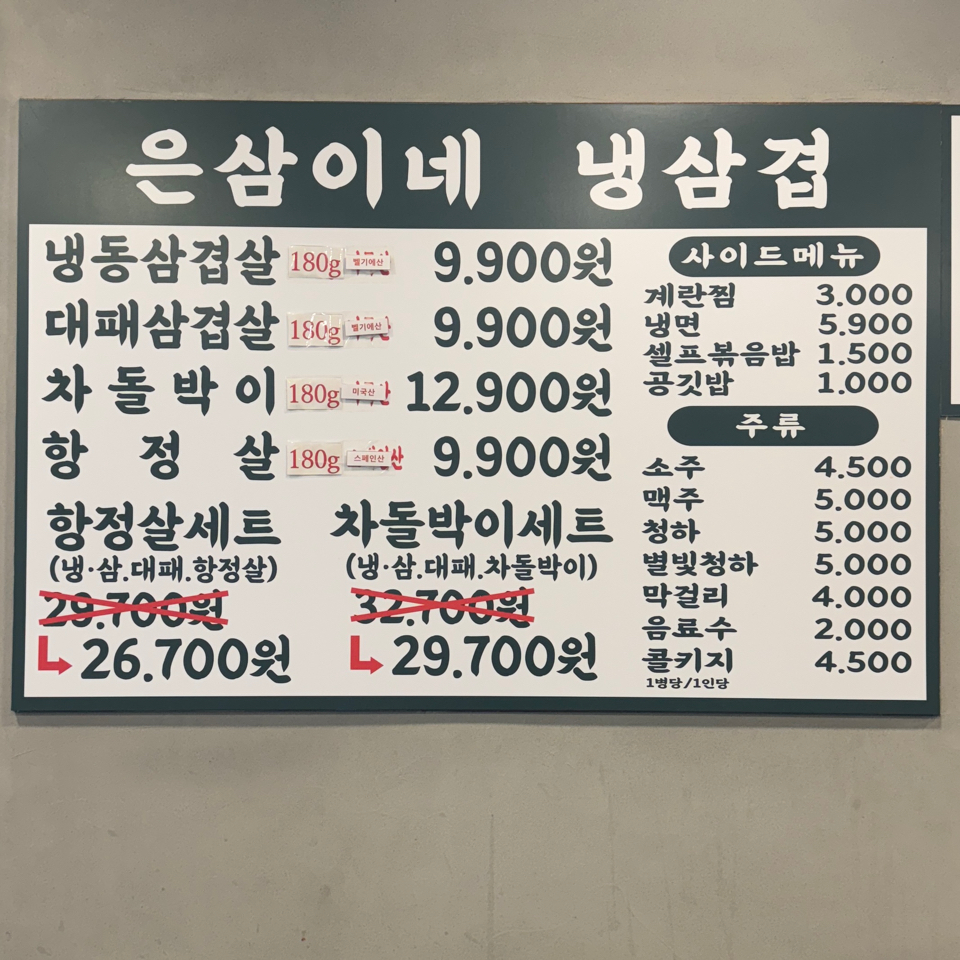 은삼이네 냉삼겹
냉동삼겹살 180g 벨기에산 9.900원
대패삼겹살 180g 벨기에산 9.900원
차돌박이 180g 미국산 12.900원
항정살 180g 스페인산 9.900원
항정살세트
(냉·삼.대패.항정살)
29.700원
26.700원
차돌박이세트
(냉·삼.대패.차돌박이)
32.700원
29.700원
사이드메뉴
계란찜 3.000
냉면 5.900
셀프볶음밥 1.500
공깃밥 1.000
주류
소주 4.500
맥주 5.000
청하 5.000
별빛청하 5.000
막걸리 4.000
음료수 2.000
콜키지 4.500
1병당/1인당